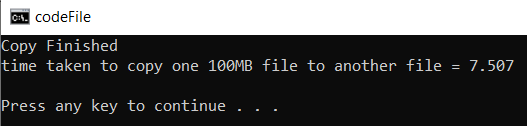 codeFile
Copy Finished
time taken to copy one 100MB file to another file = 7.507
Press any key to continue . . .